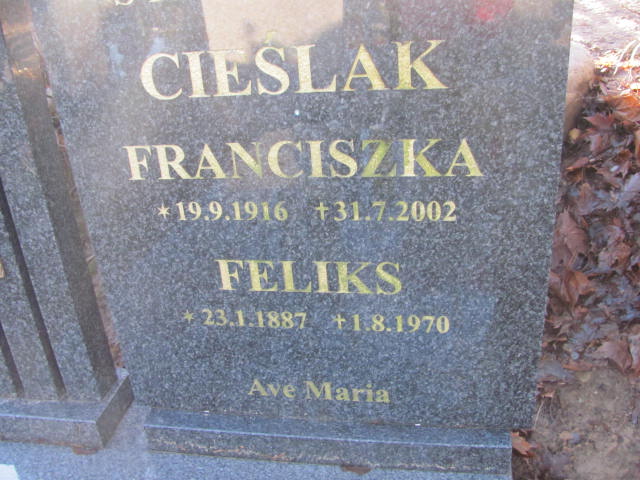 CIEŚLAK
FRANCISZKA
*19.9.1916 †31.7.2002
FELIKS
*23.1.1887 †1.8.1970
Ave Maria